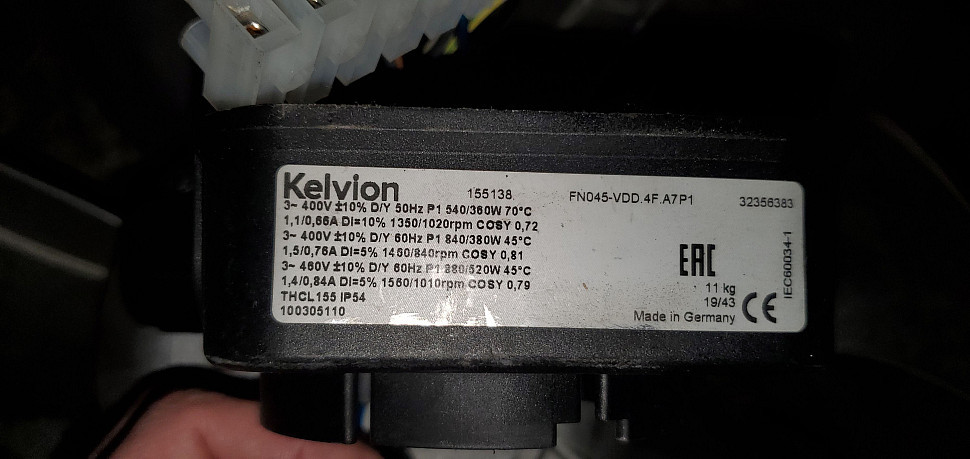 Kelvion 155138 FN045-VDD.4F.A7P1 32356383
3~ 400V ±10% D/Y 50Hz P1 540/360W 70°C
1,1/0,66A DI=10% 1350/1020rpm COSY 0,72
3~ 400V ±10% D/Y 60Hz P1 840/380W 45°C
1,5/0,76A DI=5% 1460/840rpm COSY 0,81
3~ 460V ±10% D/Y 60Hz P1 880/520W 45°C
1,4/0,84A DI=5% 1560/1010rpm COSY 0,79
THCL155 IP54
100305110
EAC
11 kg
19/43
Made in Germany CE
IEC60034-1